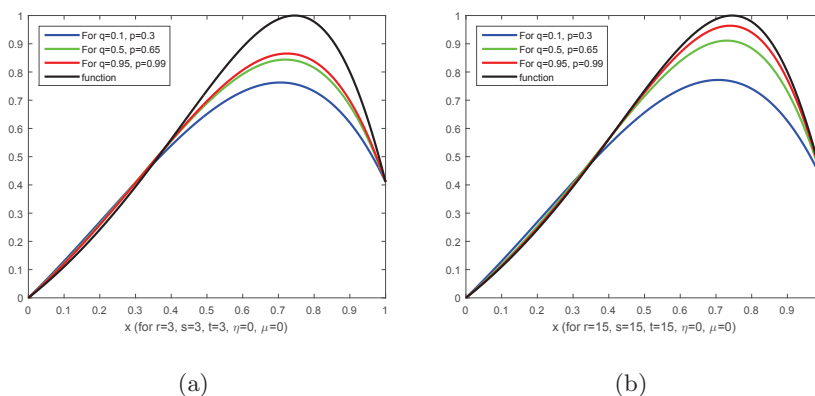 1
0.9
0.8
0.7
0.6
0.5
0.4
0.3
0.2
0.1
0
For q=0.1, p=0.3
For q=0.5, p=0.65
For q=0.95, p=0.99
function
0 0.1 0.2 0.3 0.4 0.5 0.6 0.7 0.8 0.9 1
x (for r=3, s=3, t=3, η=0, μ=0)
(a)
1
0.9
0.8
0.7
0.6
0.5
0.4
0.3
0.2
0.1
0
For q=0.1, p=0.3
For q=0.5, p=0.65
For q=0.95, p=0.99
function
0 0.1 0.2 0.3 0.4 0.5 0.6 0.7 0.8 0.9
x (for r=15, s=15, t=15, η=0, μ=0)
(b)